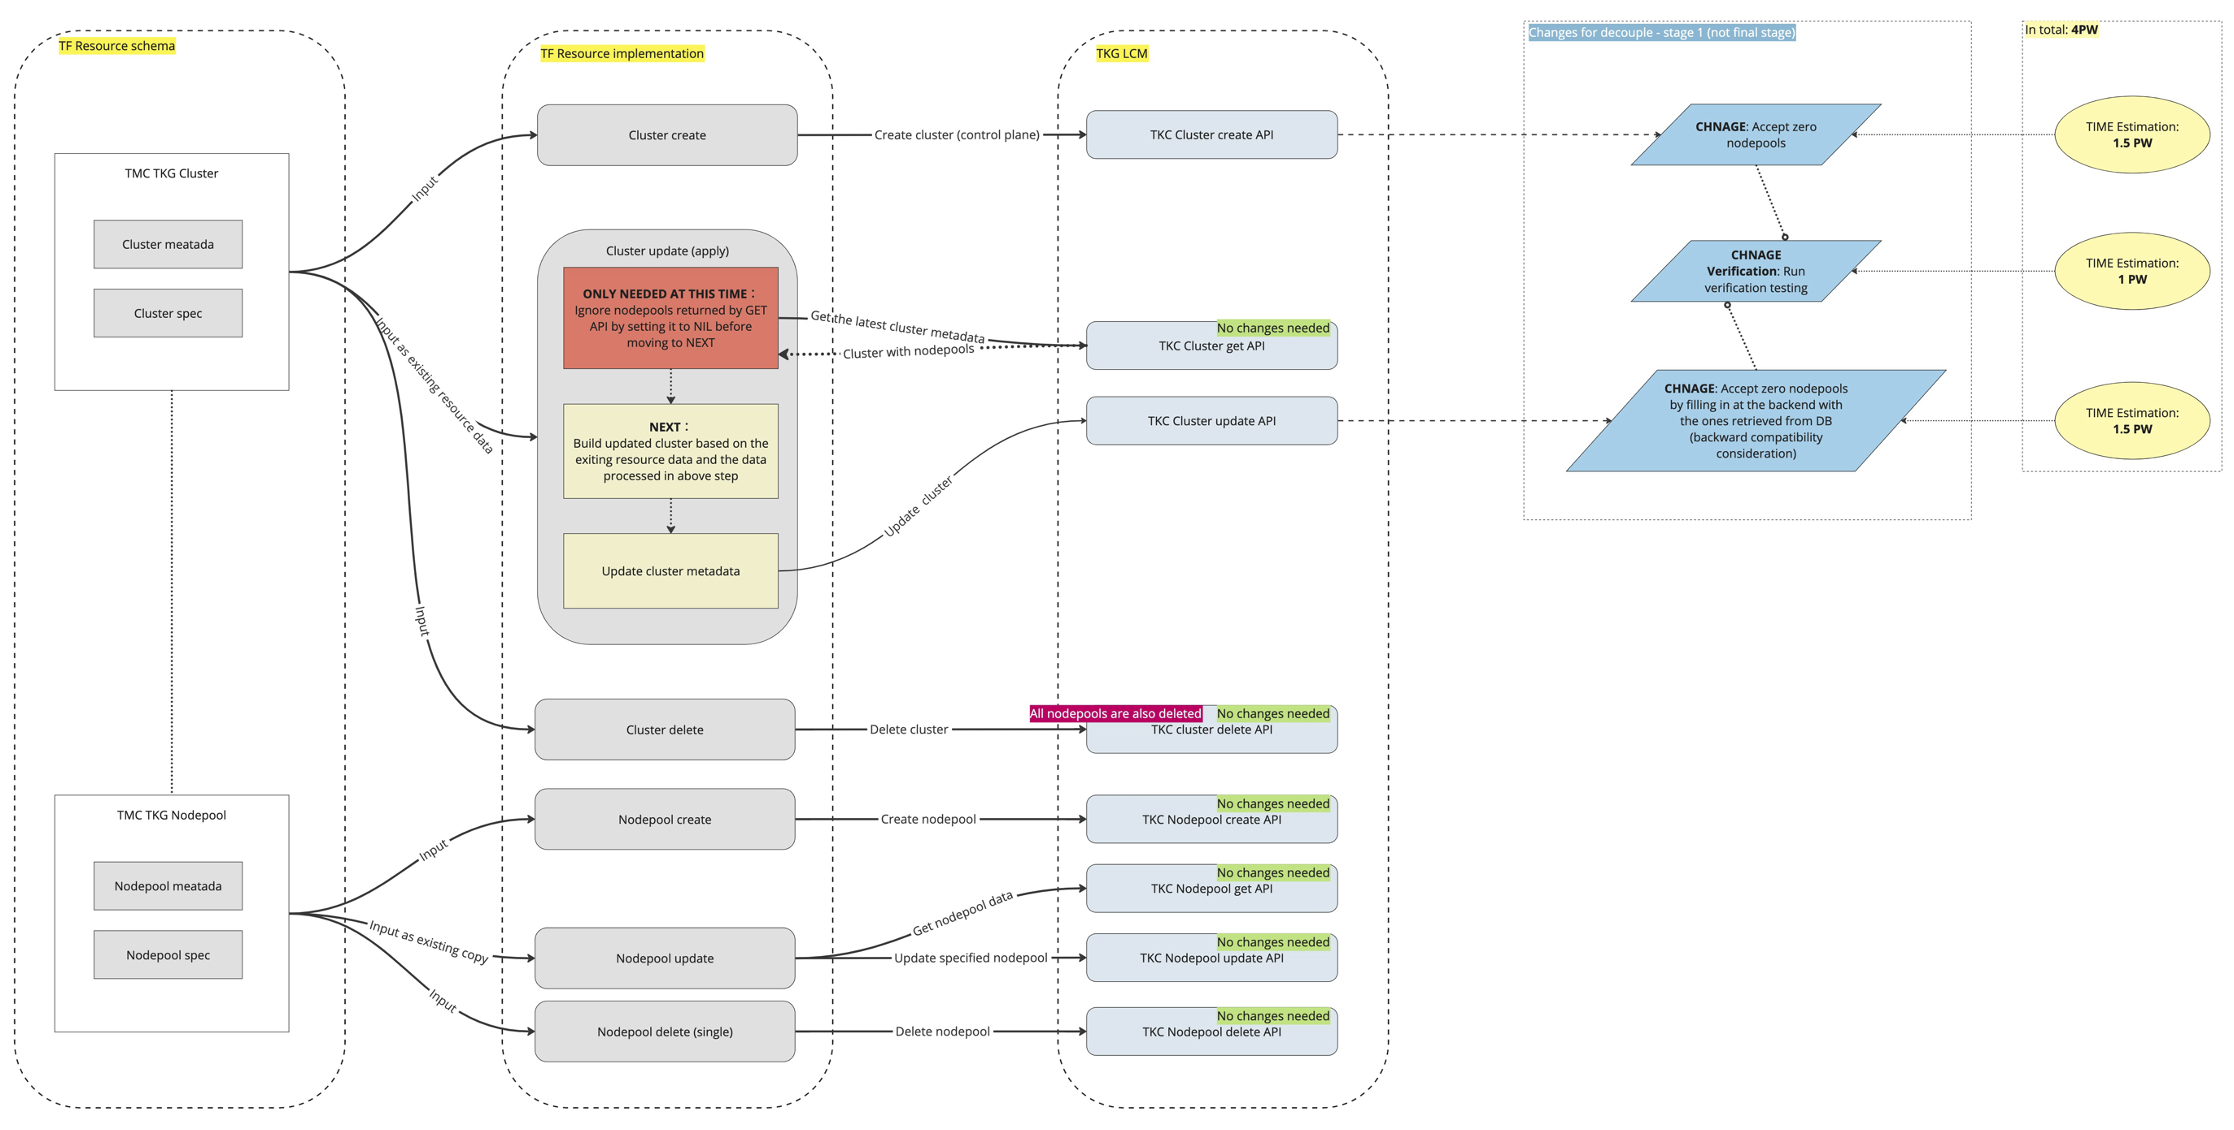 TF Resource schema
TMC TKG Cluster
Cluster meatada
Cluster spec
TMC TKG Nodepool
Nodepool meatada
Nodepool spec
Input
Input as existing resource data
Input
Input
Input as existing copy
Input
TF Resource implementation
Cluster create
Cluster update (apply)
ONLY NEEDED AT THIS TIME：
Ignore nodepools returned by GET
API by setting it to NIL before
moving to NEXT
NEXT：
Build updated cluster based on the
exiting resource data and the data
processed in above step
Update cluster metadata
Cluster delete
Nodepool create
Nodepool update
Nodepool delete (single)
Create cluster (control plane)
Get the latest cluster metadata
Cluster with nodepools
Update cluster
Delete cluster
Create nodepool
Get nodepool data
Update specified nodepool
Delete nodepool
TKG LCM
TKC Cluster create API
No changes needed
TKC Cluster get API
TKC Cluster update API
All nodepools are also deleted
No changes needed
TKC cluster delete API
No changes needed
TKC Nodepool create API
No changes needed
TKC Nodepool get API
No changes needed
TKC Nodepool update API
No changes needed
TKC Nodepool delete API
Changes for decouple - stage 1 (not final stage)
CHNAGE: Accept zero
nodepools
CHNAGE
Verification: Run
verification testing
CHNAGE: Accept zero nodepools
by filling in at the backend with
the ones retrieved from DB
(backward compatibility
consideration)
In total: 4PW
TIME Estimation:
1.5 PW
TIME Estimation:
1 PW
TIME Estimation:
1.5 PW